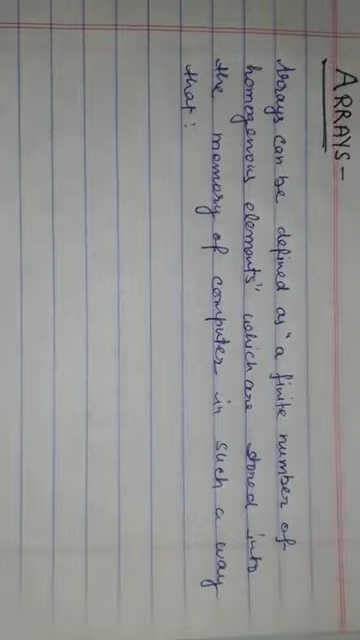 ARRAYS-
Arrays can be defined as "a finite number of
homogenous elements" which are stored into
the memory of computer in such a way
that: